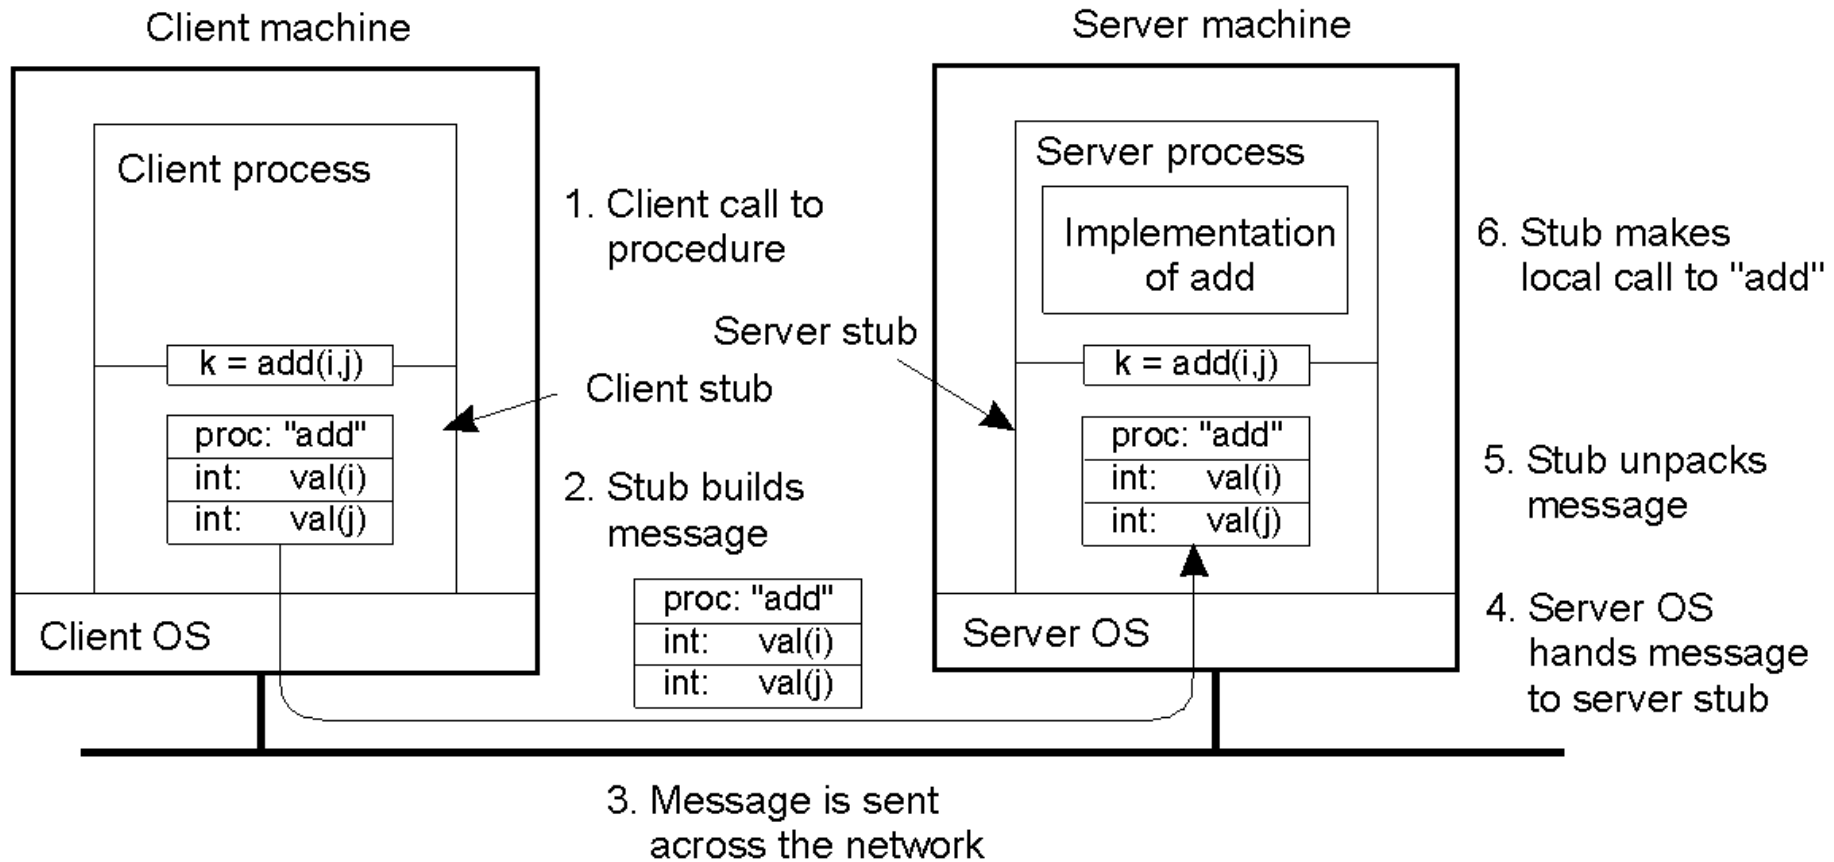 Client machine
Client process
k = add(i,j)
proc: "add"
int: val(i)
int: val(j)
Client OS
1. Client call to
procedure
Server stub
Client stub
2. Stub builds
message
proc: "add"
int: val(i)
int: val(j)
3. Message is sent
across the network
Server machine
Server process
Implementation
of add
k = add(i,j)
proc: "add"
int: val(i)
int: val(j)
Server OS
6. Stub makes
local call to "add"
5. Stub unpacks
message
4. Server OS
hands message
to server stub